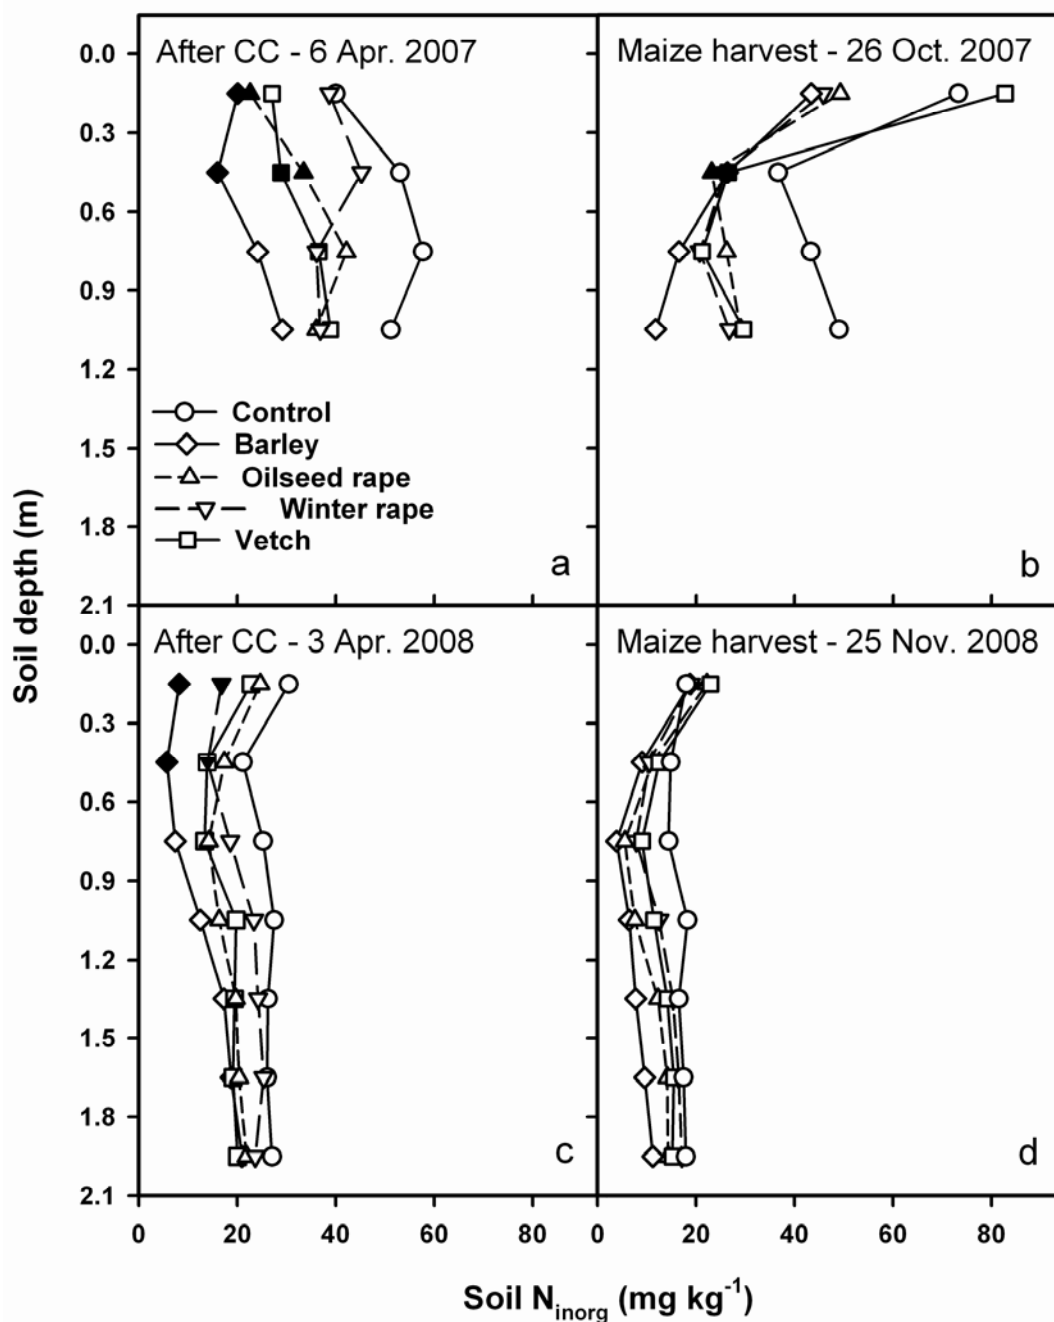 After CC - 6 Apr. 2007
Maize harvest - 26 Oct. 2007
0.0
0.3
0.6
0.9
1.2
1.5
1.8
2.1
Control
Barley
Oilseed rape
Winter rape
Vetch
a
b
Soil depth (m)
After CC - 3 Apr. 2008
Maize harvest - 25 Nov. 2008
0.0
0.3
0.6
0.9
1.2
1.5
1.8
2.1
c
d
0 20 40 60 80
0 20 40 60 80
Soil N_inorg (mg kg⁻¹)